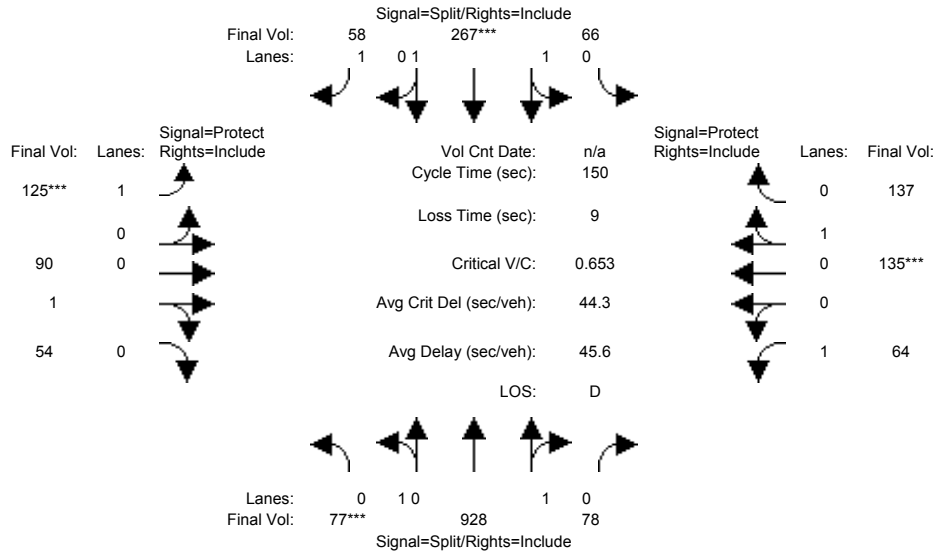 Signal=Split/Rights=Include
Final Vol: 58 267*** 66
Lanes: 1 0 1 1 0
Signal=Protect
Final Vol: Lanes: Rights=Include
Vol Cnt Date: n/a
Signal=Protect
Rights=Include Lanes: Final Vol:
Cycle Time (sec): 150
125*** 1
0 137
Loss Time (sec): 9
0
1
90 0
Critical V/C: 0.653
0 135***
1
Avg Crit Del (sec/veh): 44.3
0
54 0
Avg Delay (sec/veh): 45.6
1 64
LOS: D
Lanes: 0 1 0 1 0
Final Vol: 77*** 928 78
Signal=Split/Rights=Include